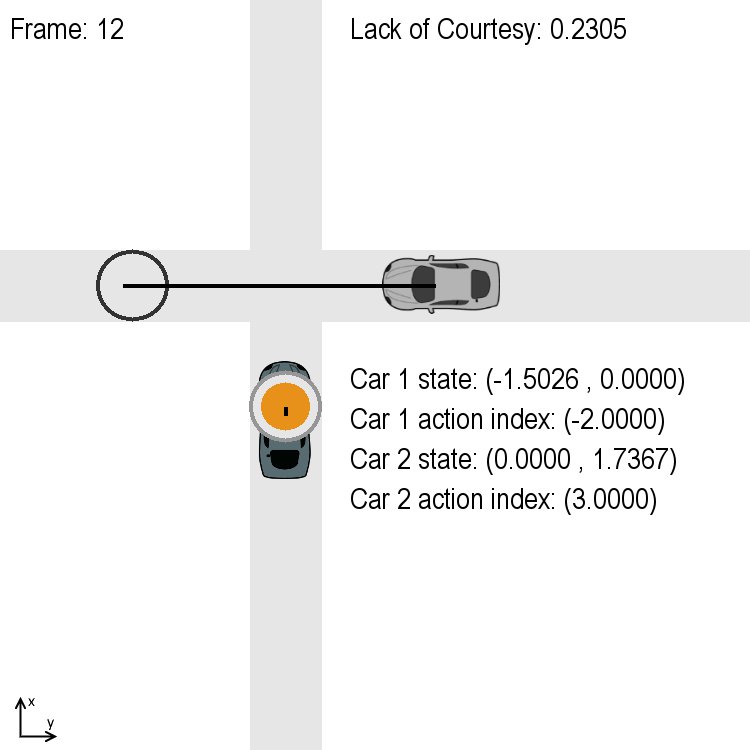 Frame: 12
Lack of Courtesy: 0.2305
Car 1 state: (-1.5026 , 0.0000)
Car 1 action index: (-2.0000)
Car 2 state: (0.0000 , 1.7367)
Car 2 action index: (3.0000)
x
y